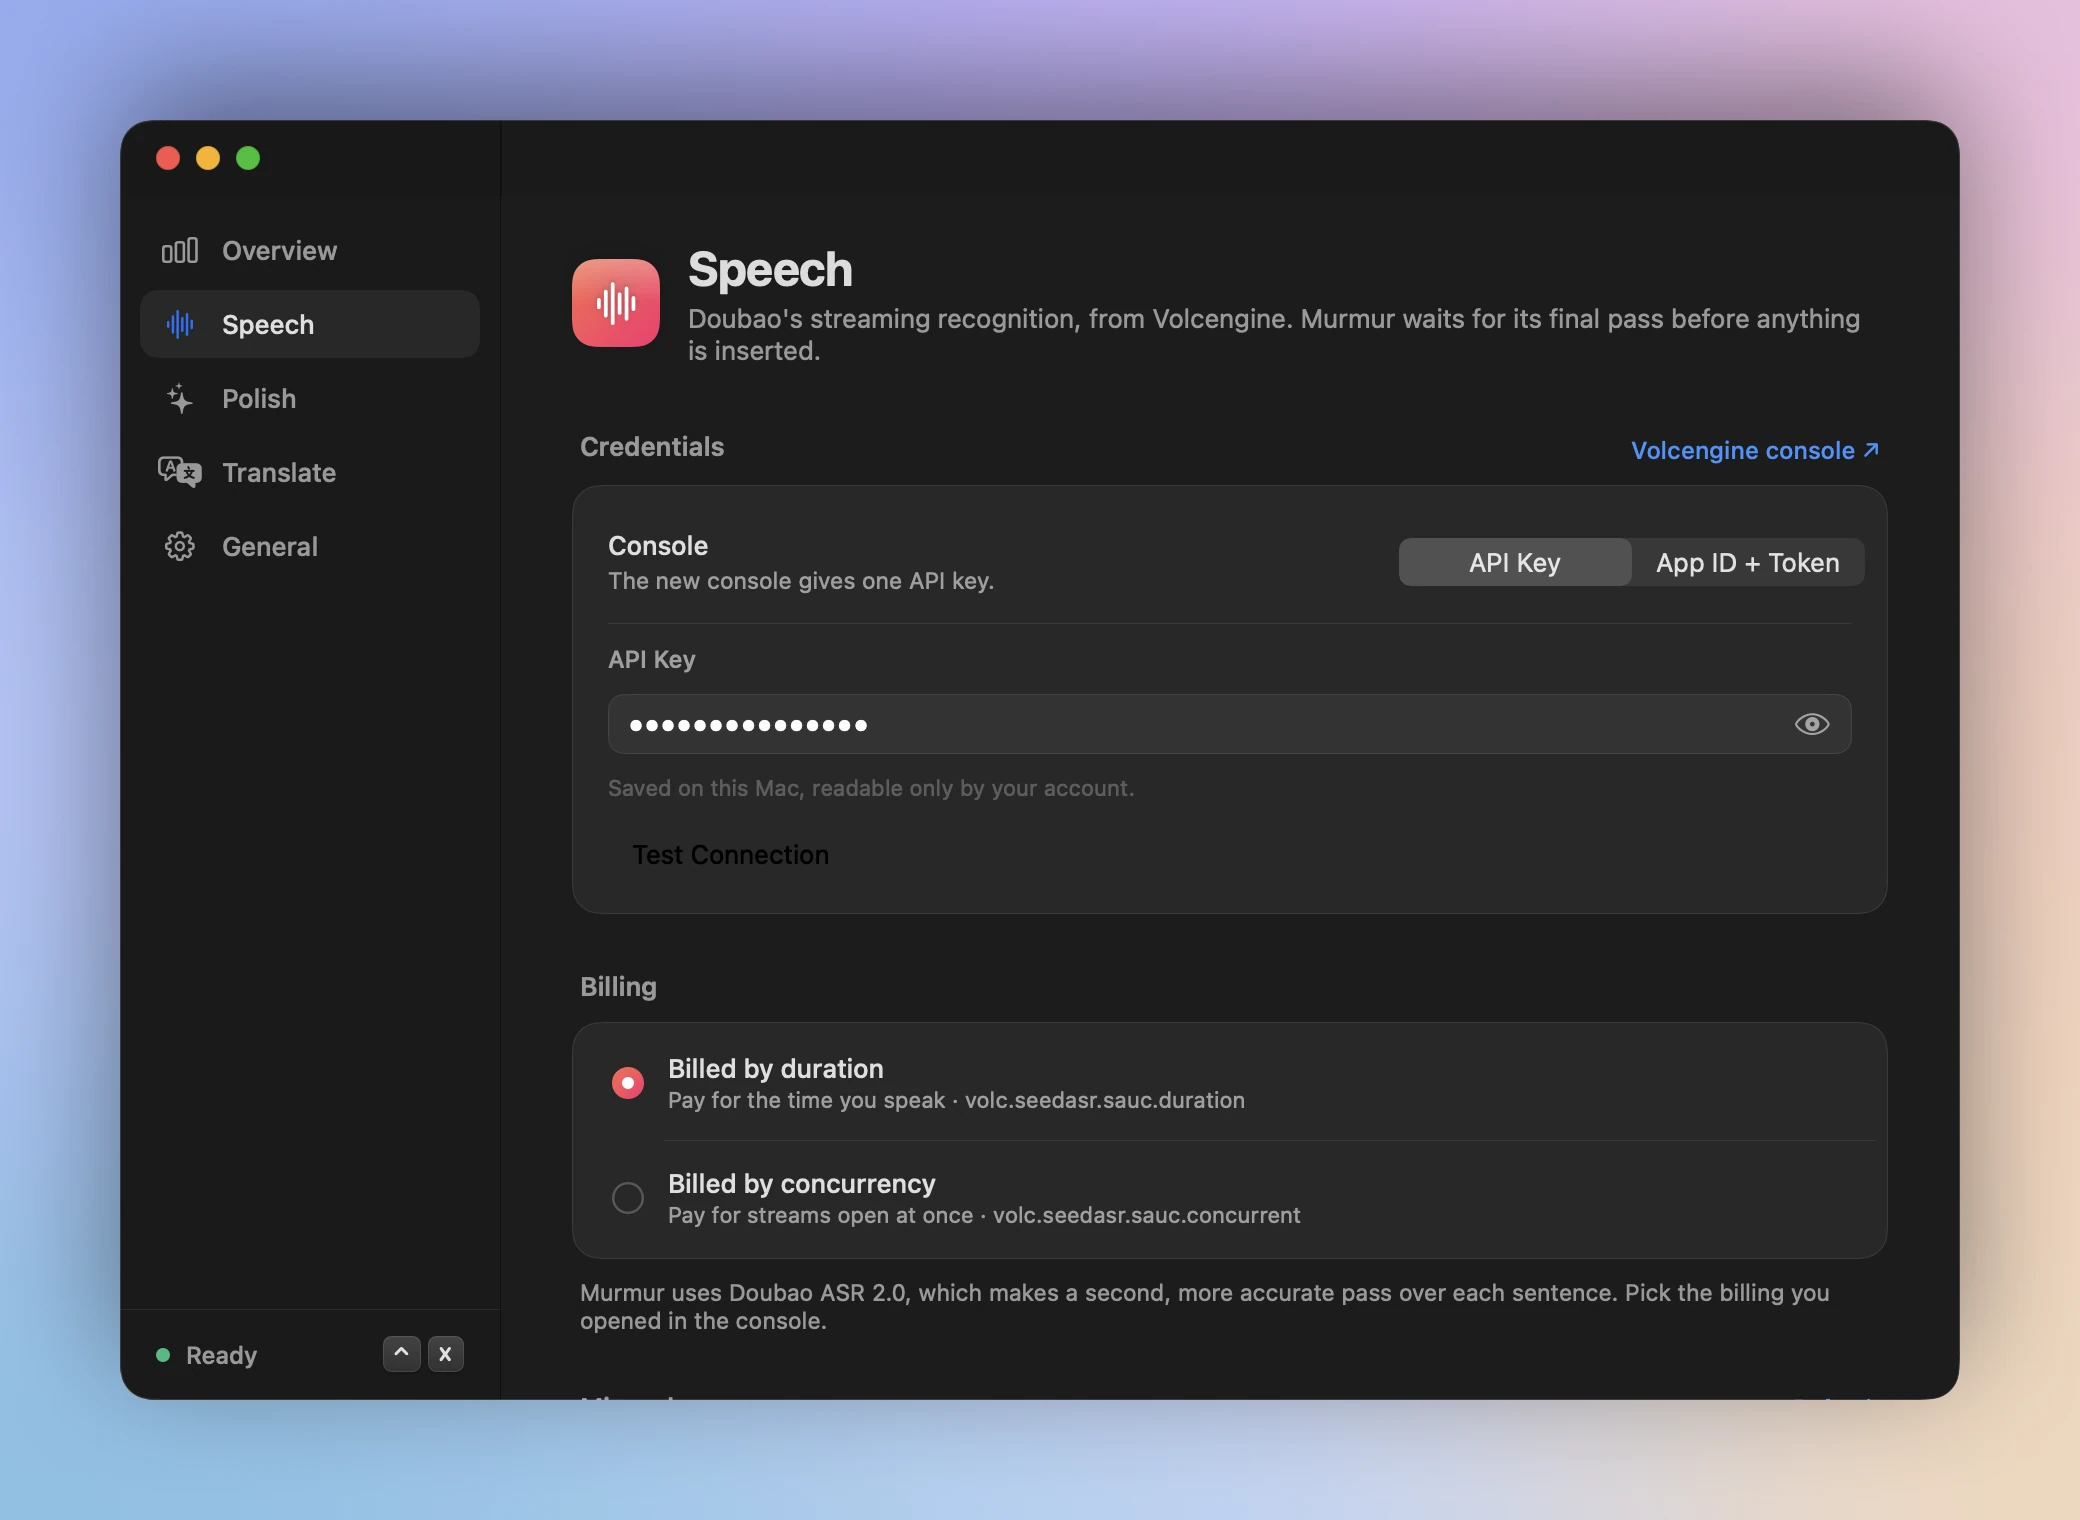 Overview
Speech
Polish
Translate
General
Ready
^ X
Speech
Doubao's streaming recognition, from Volcengine. Murmur waits for its final pass before anything
is inserted.
Credentials
Volcengine console ↗
Console
The new console gives one API key.
API Key
App ID + Token
API Key
Saved on this Mac, readable only by your account.
Test Connection
Billing
Billed by duration
Pay for the time you speak · volc.seedasr.sauc.duration
Billed by concurrency
Pay for streams open at once · volc.seedasr.sauc.concurrent
Murmur uses Doubao ASR 2.0, which makes a second, more accurate pass over each sentence. Pick the billing you
opened in the console.